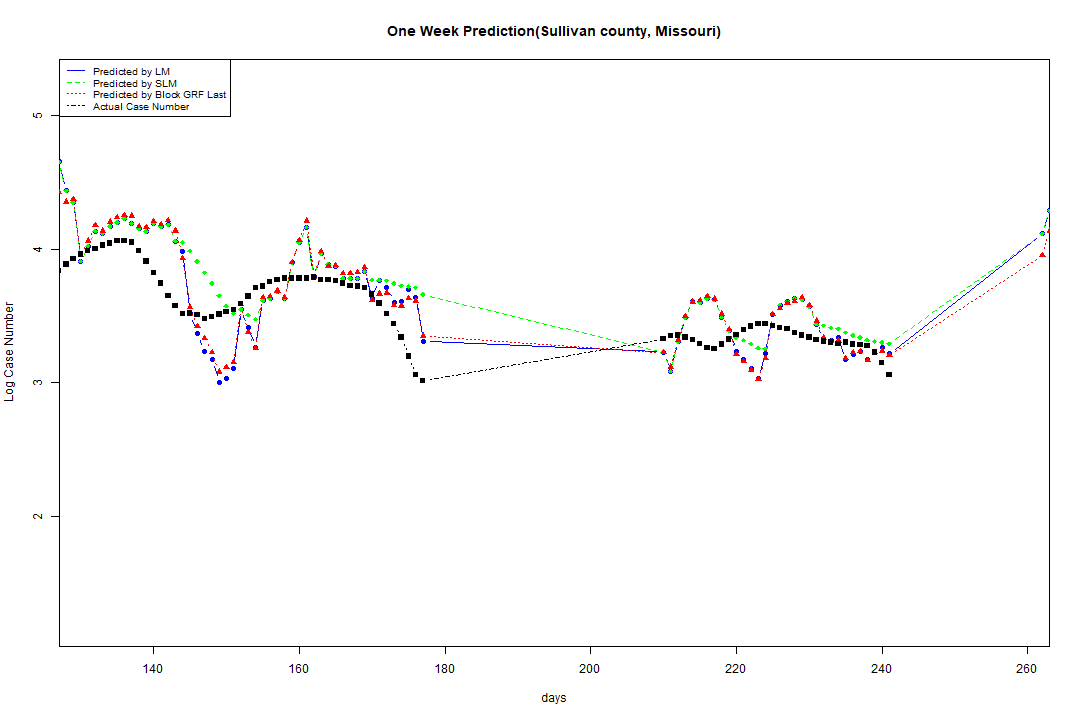 One Week Prediction(Sullivan county, Missouri)
Predicted by LM
Predicted by SLM
Predicted by Block GRF Last
Actual Case Number
5
4
3
2
Log Case Number
140 160 180 200 220 240 260
days